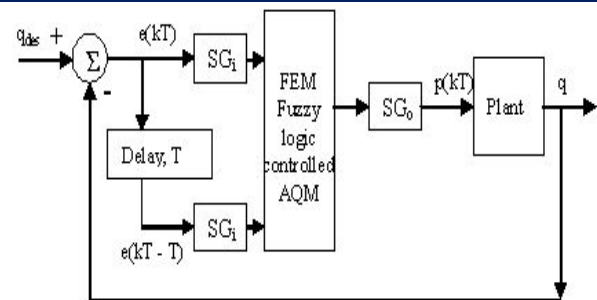 q_des +
e(kT)
SG_i
Σ
-
FEM
Fuzzy
logic
controlled
AQM
SG_o
p(kT)
Plant
q
Delay, T
SG_i
e(kT - T)